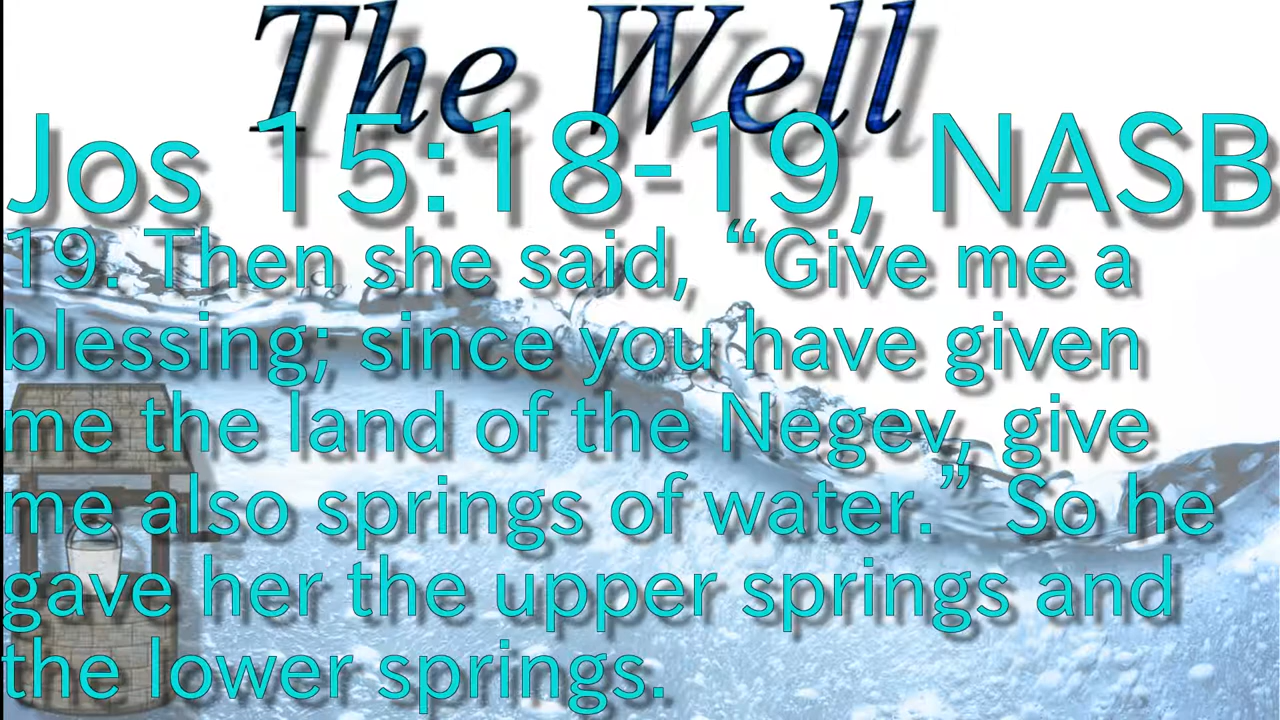 The Well
Jos 15:18-19, NASB
19. Then she said, “Give me a
blessing; since you have given
me the land of the Negev, give
me also springs of water.” So he
gave her the upper springs and
the lower springs.